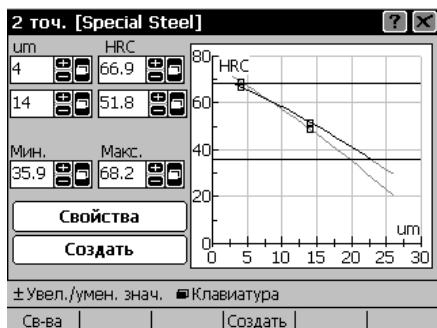 2 точ. [Special Steel] ? X
um HRC
4 66.9
14 51.8
Мин. Макс.
35.9 68.2
Свойства
Создать
80
HRC
60
40
20
0
um
0 5 10 15 20 25 30
±Увел./умен. знач. Клавиатура
Св-ва Создать